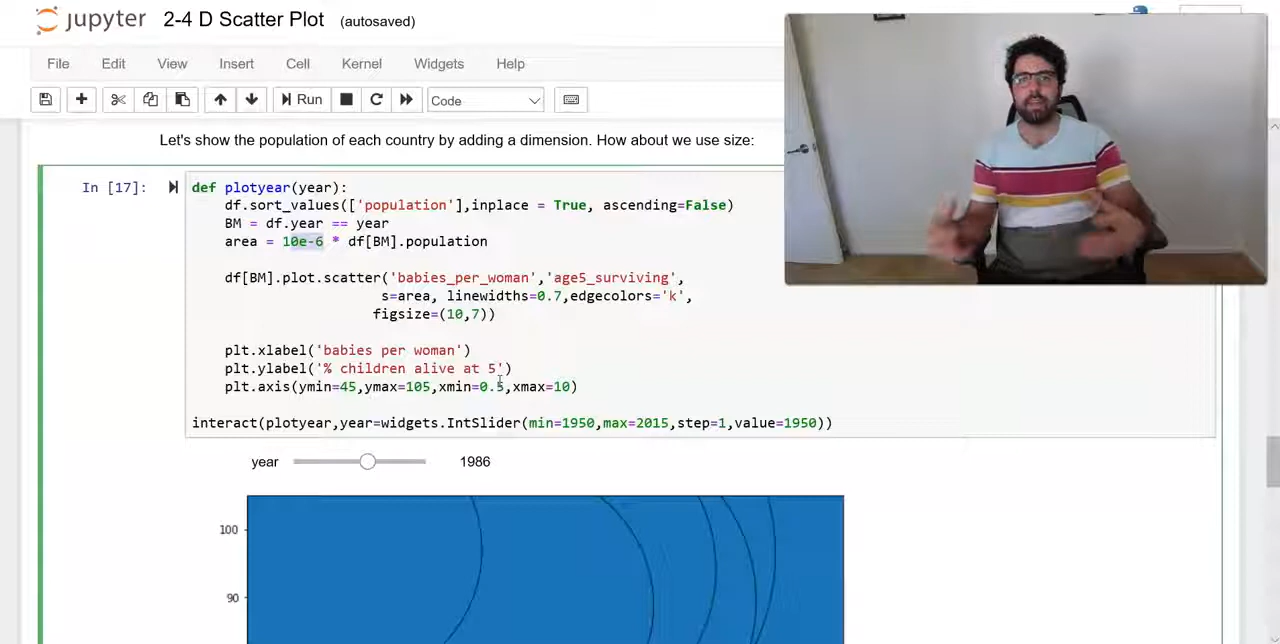 jupyter 2-4 D Scatter Plot (autosaved)
File Edit View Insert Cell Kernel Widgets Help
Run Code
Let's show the population of each country by adding a dimension. How about we use size:
In [17]:
def plotyear(year):
df.sort_values(['population'],inplace = True, ascending=False)
BM = df.year == year
area = 10e-6 * df[BM].population
df[BM].plot.scatter('babies_per_woman','age5_surviving',
s=area, linewidths=0.7,edgecolors='k',
figsize=(10,7))
plt.xlabel('babies per woman')
plt.ylabel('% children alive at 5')
plt.axis(ymin=45,ymax=105,xmin=0.5,xmax=10)
interact(plotyear,year=widgets.IntSlider(min=1950,max=2015,step=1,value=1950))
year 1986
100
90